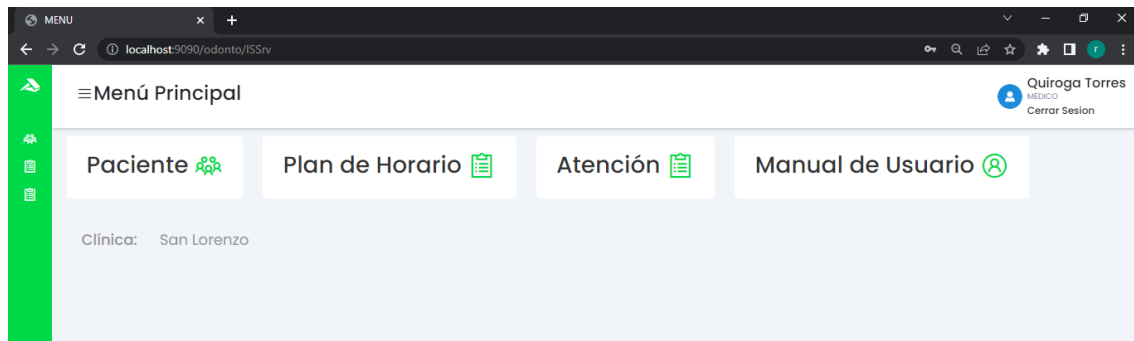 MENU
localhost:9090/odonto/ISSrv
r
Menú Principal
Quiroga Torres
MEDICO
Cerrar Sesion
Paciente
Plan de Horario
Atención
Manual de Usuario
Clínica: San Lorenzo